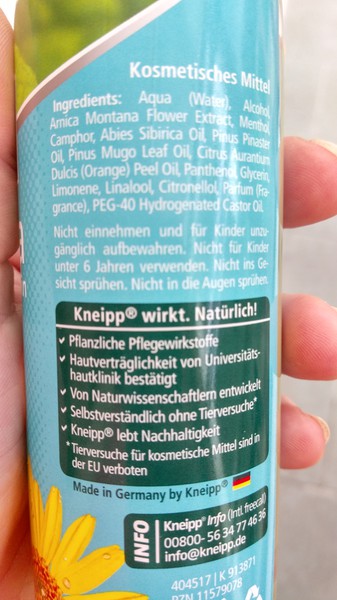 Kosmetisches Mittel
Ingredients: Aqua (Water), Alcohol,
Arnica Montana Flower Extract, Menthol,
Camphor, Abies Sibirica Oil, Pinus Pinaster
Oil, Pinus Mugo Leaf Oil, Citrus Aurantium
Dulcis (Orange) Peel Oil, Panthenol, Glycerin,
Limonene, Linalool, Citronellol, Parfum (Fra-
grance), PEG-40 Hydrogenated Castor Oil.
Nicht einnehmen und für Kinder unzu-
gänglich aufbewahren. Nicht für Kinder
unter 6 Jahren verwenden. Nicht ins Ge-
sicht sprühen. Nicht in die Augen sprühen.
Kneipp® wirkt. Natürlich!
✓ Pflanzliche Pflegewirkstoffe
✓ Hautverträglichkeit von Universitäts-
hautklinik bestätigt
✓ Von Naturwissenschaftlern entwickelt
✓ Selbstverständlich ohne Tierversuche*
✓ Kneipp® lebt Nachhaltigkeit
*Tierversuche für kosmetische Mittel sind in
der EU verboten
Made in Germany by Kneipp®
INFO
Kneipp® Info (Intl. freecall)
00800- 56 34 77 46 36
info@kneipp.de
404517 | K 913871
PZN 11579078